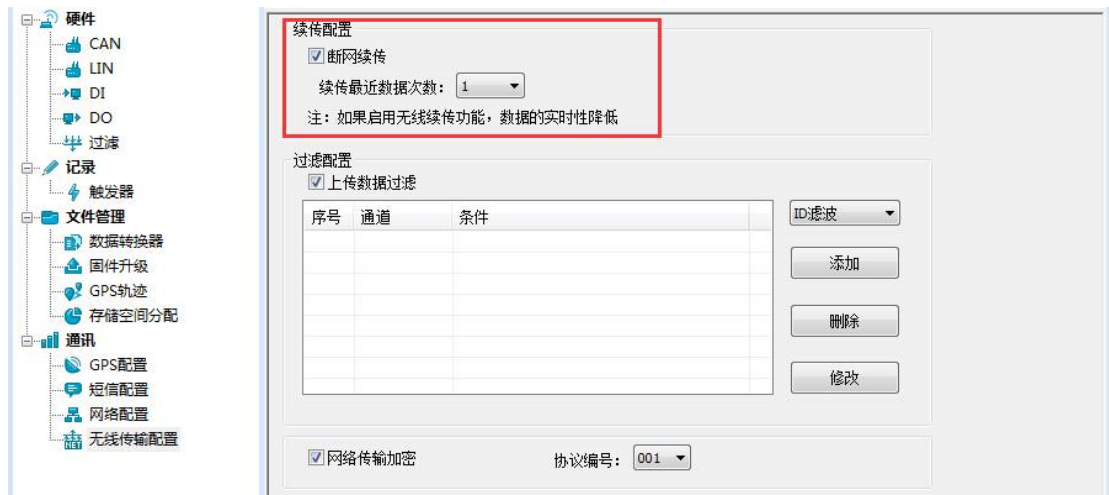 硬件
CAN
LIN
DI
DO
过滤
记录
触发器
文件管理
数据转换器
固件升级
GPS轨迹
存储空间分配
通讯
GPS配置
短信配置
网络配置
无线传输配置
续传配置
断网续传
续传最近数据次数: 1
注: 如果启用无线续传功能, 数据的实时性降低
过滤配置
上传数据过滤
序号 通道 条件
ID滤波
添加
删除
修改
网络传输加密 协议编号: 001